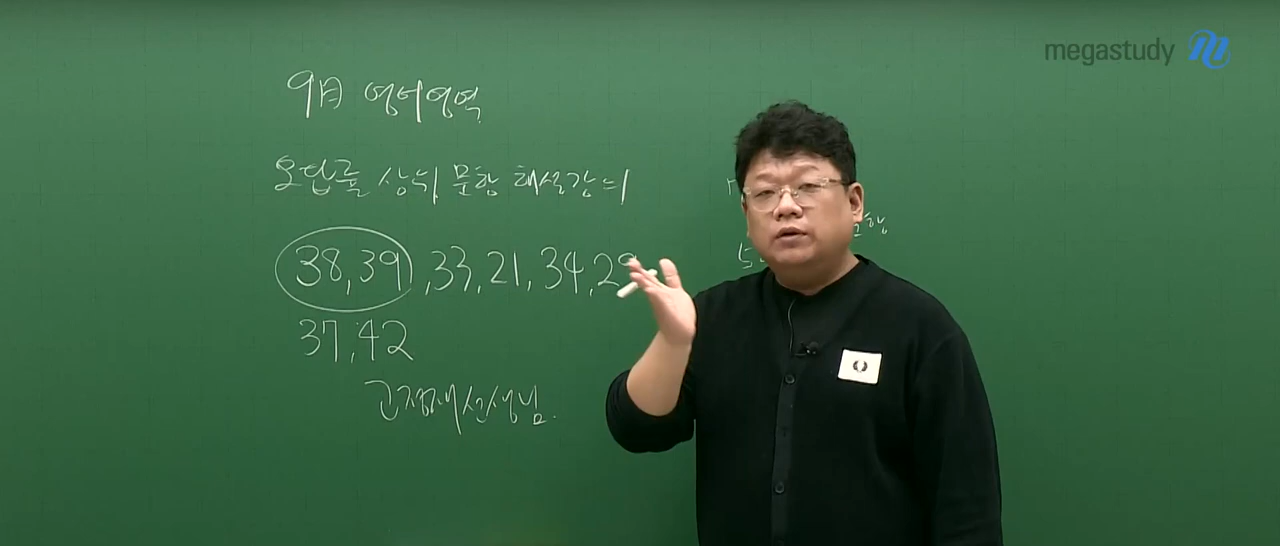 megastudy
9月 영어영역
오답률 상위 문항 해설강의
38, 39, 33, 21, 34, 29
37, 42
고정재선생님.